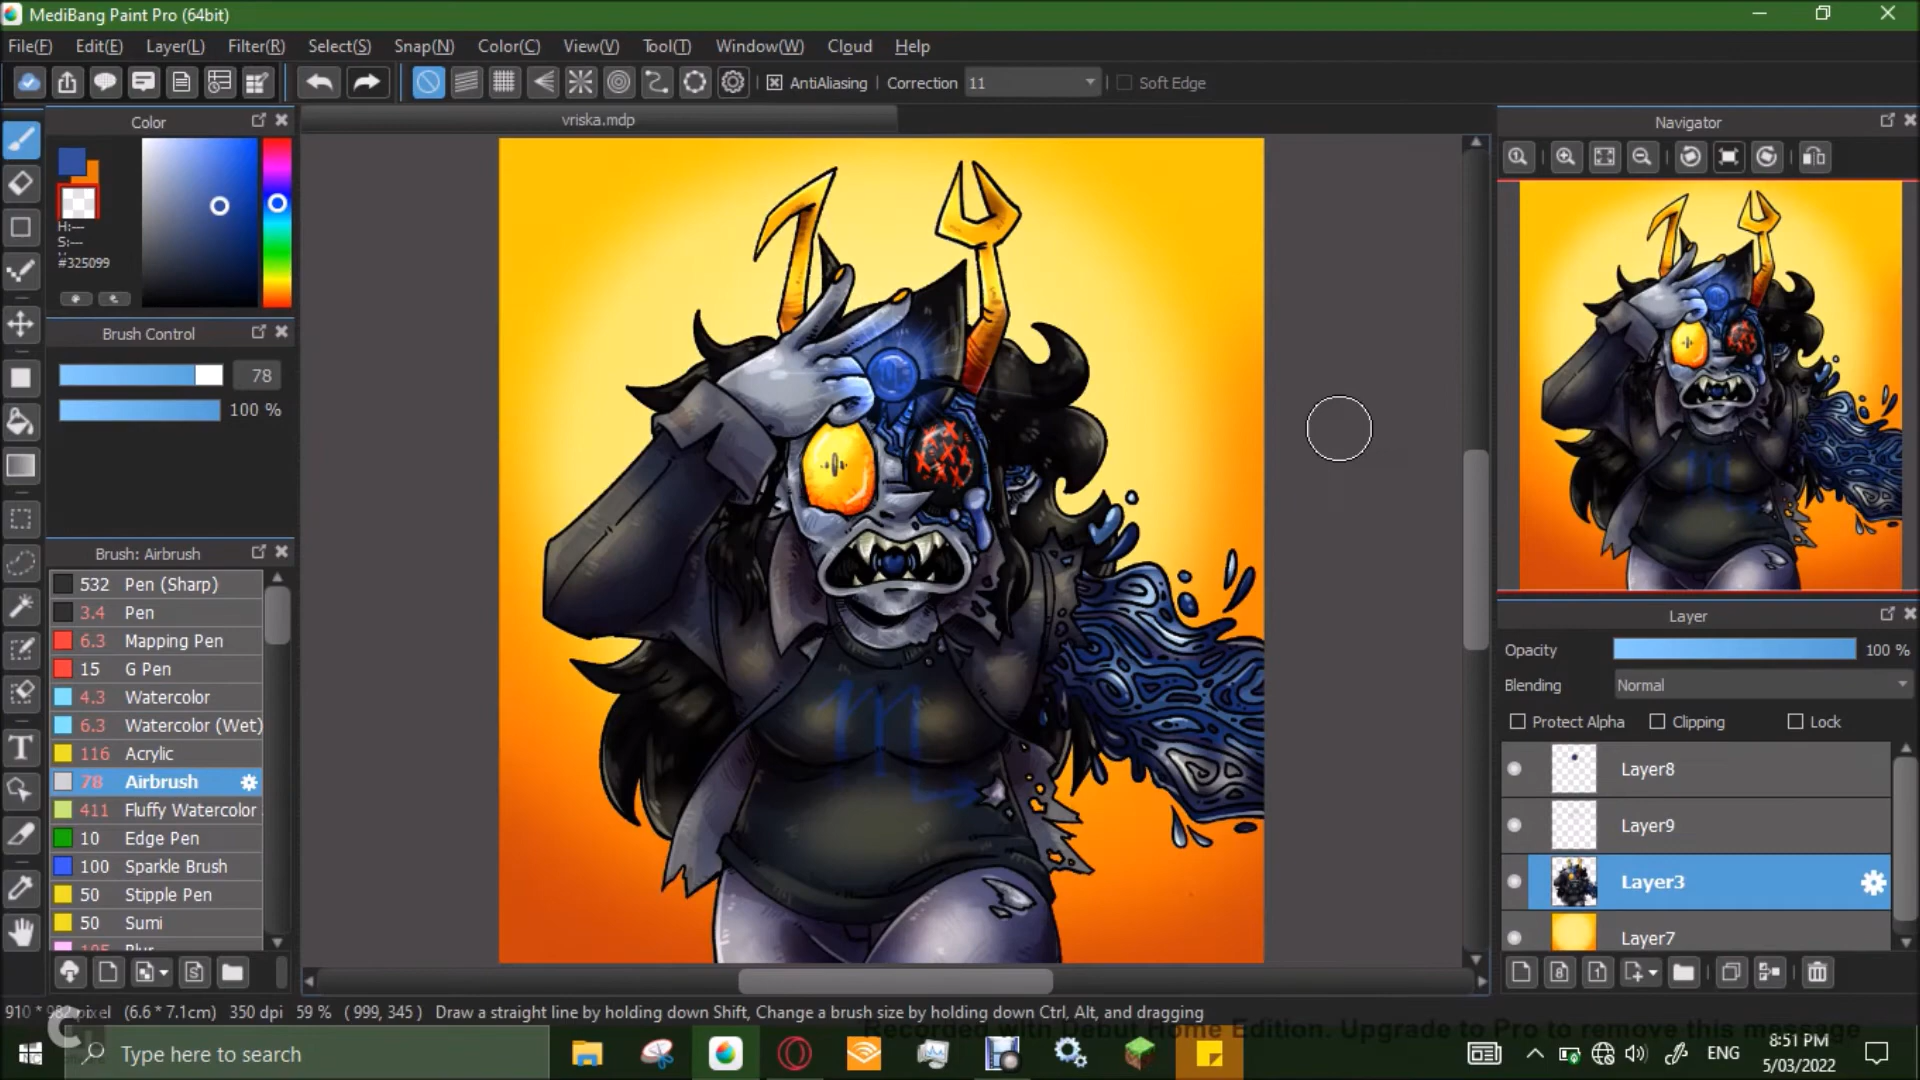 MediBang Paint Pro (64bit)
File(F) Edit(E) Layer(L) Filter(R) Select(S) Snap(N) Color(C) View(V) Tool(T) Window(W) Cloud Help
AntiAliasing Correction 11 Soft Edge
Color
vriska.mdp
Navigator
H:---
S:---
#325099
Brush Control
78
100 %
Brush: Airbrush
532 Pen (Sharp)
3.4 Pen
6.3 Mapping Pen
15 G Pen
4.3 Watercolor
6.3 Watercolor (Wet)
116 Acrylic
78 Airbrush
411 Fluffy Watercolor
10 Edge Pen
100 Sparkle Brush
50 Stipple Pen
50 Sumi
105 Blur
Layer
Opacity 100 %
Blending Normal
Protect Alpha Clipping Lock
Layer8
Layer9
Layer3
Layer7
910 * 982 pixel (6.6 * 7.1cm) 350 dpi 59 % ( 999, 345 ) Draw a straight line by holding down Shift, Change a brush size by holding down Ctrl, Alt, and dragging
Recorded with Debut Home Edition. Upgrade to Pro to remove this message
Type here to search
ENG
8:51 PM
5/03/2022